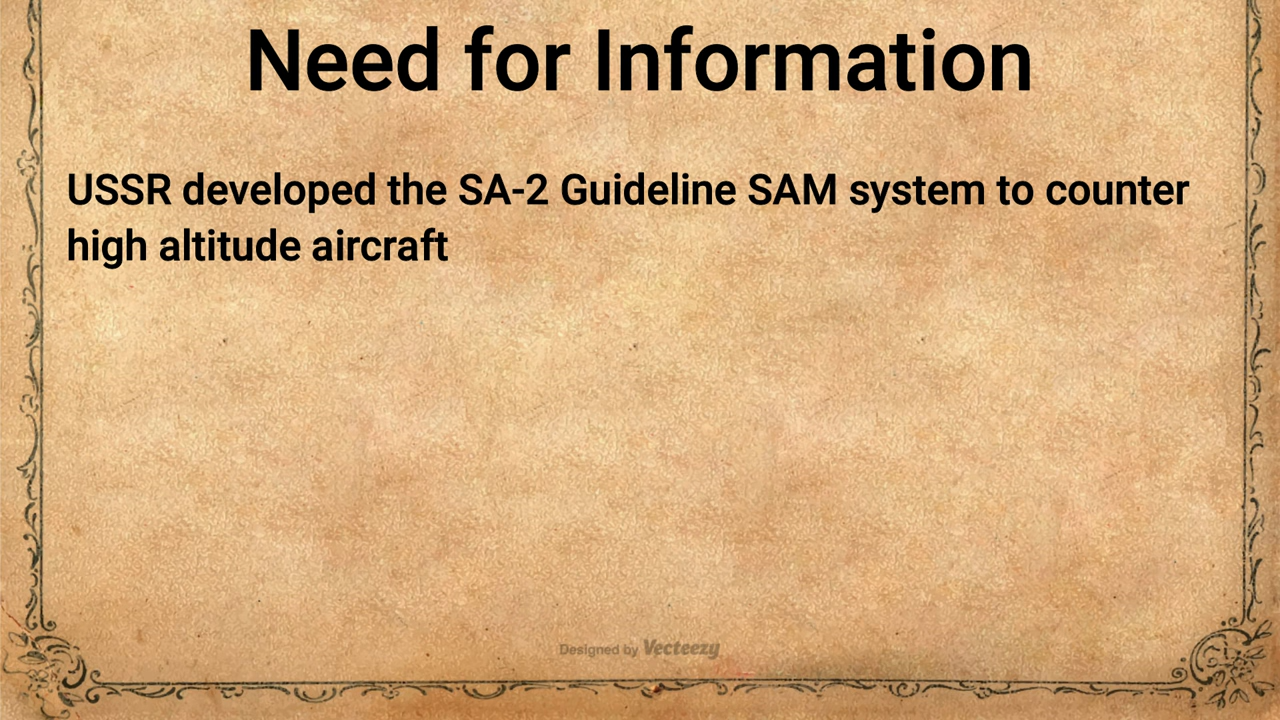 Need for Information
USSR developed the SA-2 Guideline SAM system to counter
high altitude aircraft
Designed by Vecteezy